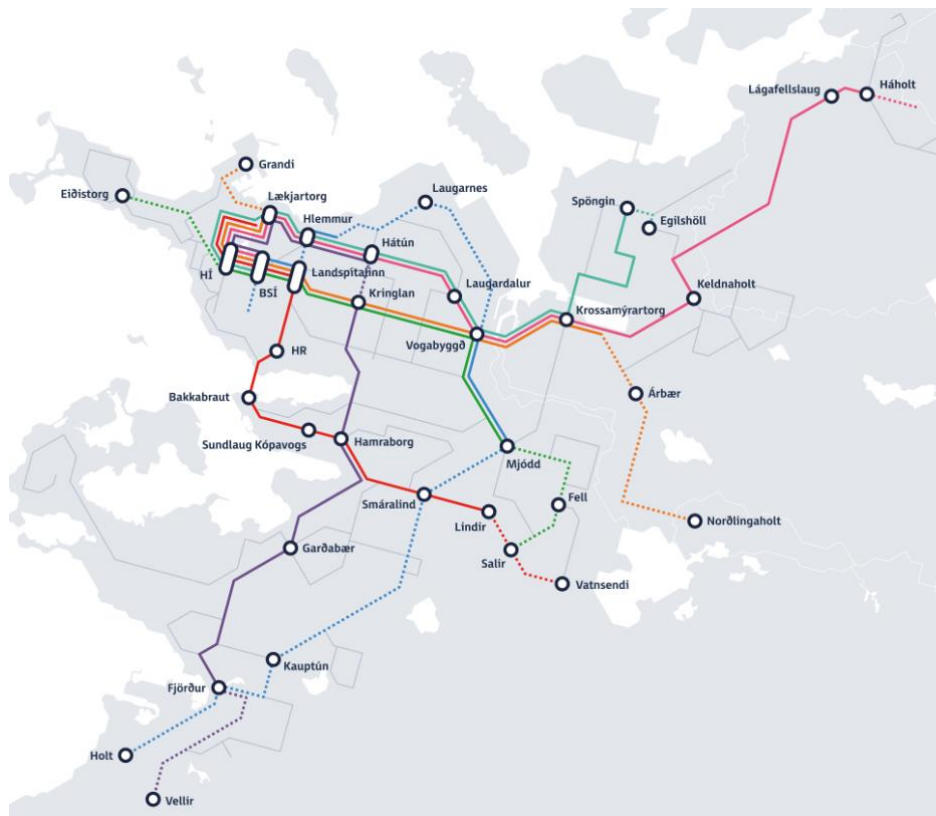 Háholt
Lágafellslaug
Grandi
Eiðistorg
Lækjartorg
Laugarnes
Spöngin
Hlemmur
Egilshöll
Hátún
HÍ
Landspítalinn
BSÍ
Laugardalur
Keldnaholt
Kringlan
Krossamýrartorg
Vogabyggð
HR
Árbær
Bakkabraut
Sundlaug Kópavogs
Hamraborg
Mjódd
Smáralind
Fell
Lindir
Norðlingaholt
Garðabær
Salir
Vatnsendi
Kauptún
Fjörður
Holt
Vellir